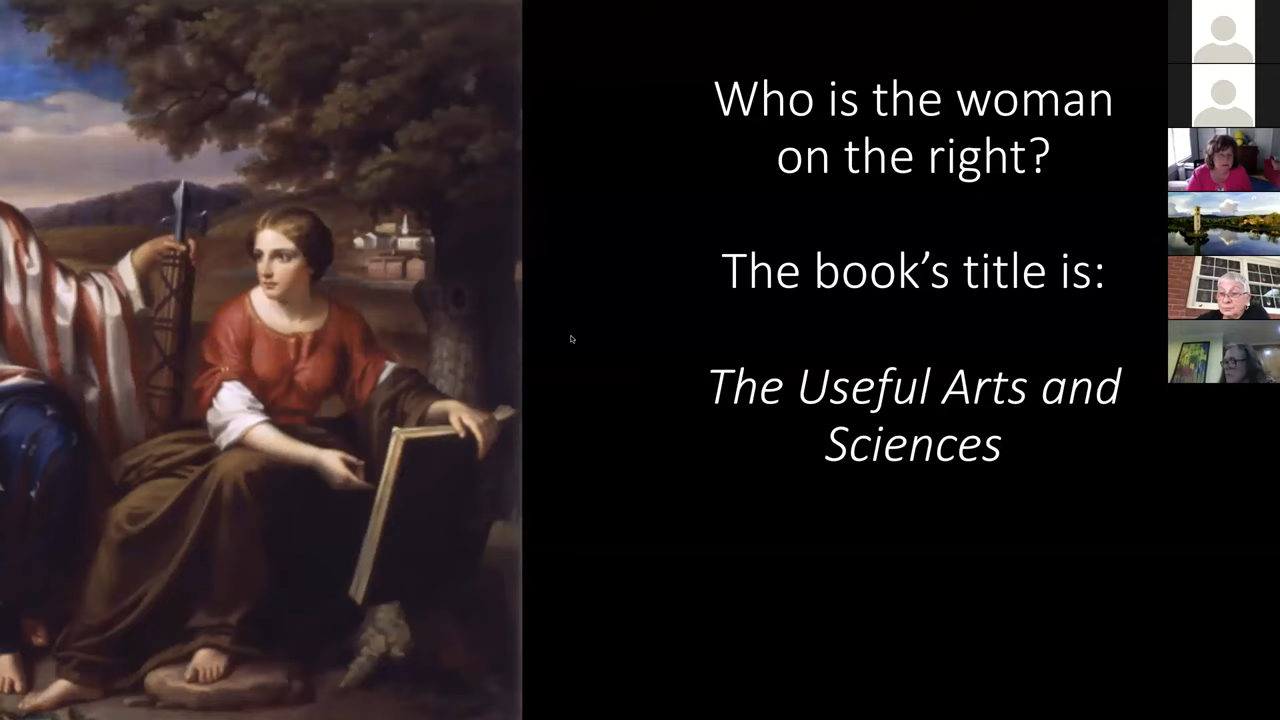 Who is the woman
on the right?
The book’s title is:
The Useful Arts and
Sciences